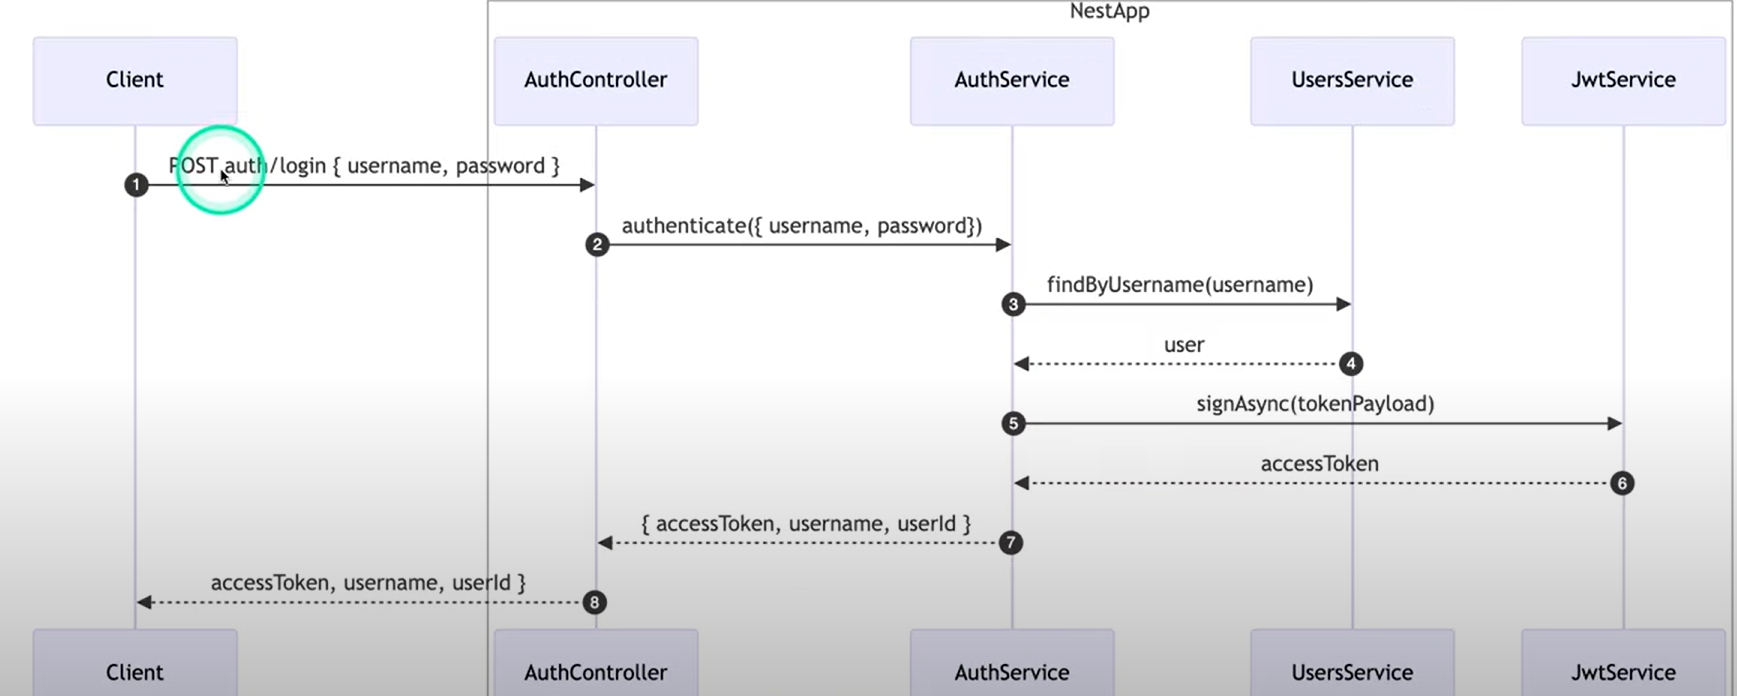 NestApp
Client
AuthController
AuthService
UsersService
JwtService
POST auth/login { username, password }
1
authenticate({ username, password})
2
findByUsername(username)
3
user
4
signAsync(tokenPayload)
5
accessToken
6
{ accessToken, username, userId }
7
accessToken, username, userId }
8
Client
AuthController
AuthService
UsersService
JwtService